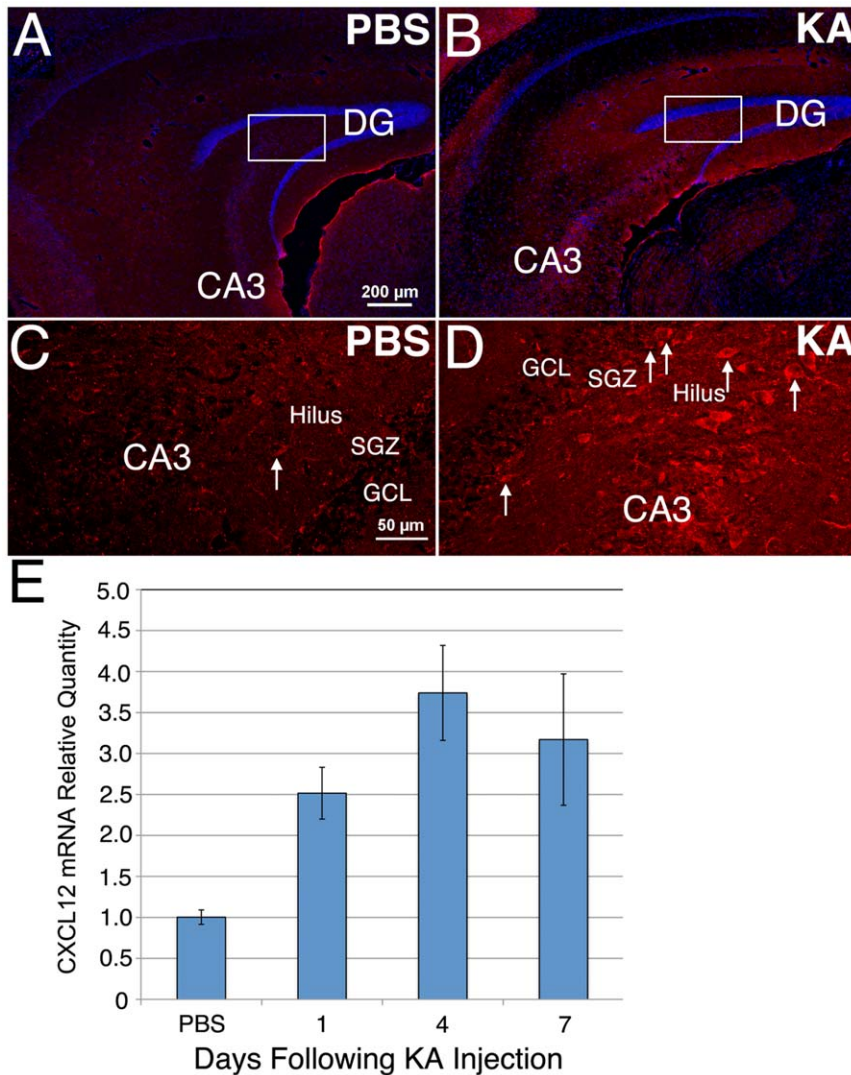 A
PBS
DG
CA3
200 µm
B
KA
DG
CA3
C
PBS
Hilus
CA3
SGZ
GCL
50 µm
D
KA
GCL
SGZ
Hilus
CA3
E
CXCL12 mRNA Relative Quantity
5.0
4.5
4.0
3.5
3.0
2.5
2.0
1.5
1.0
0.5
0
PBS 1 4 7
Days Following KA Injection